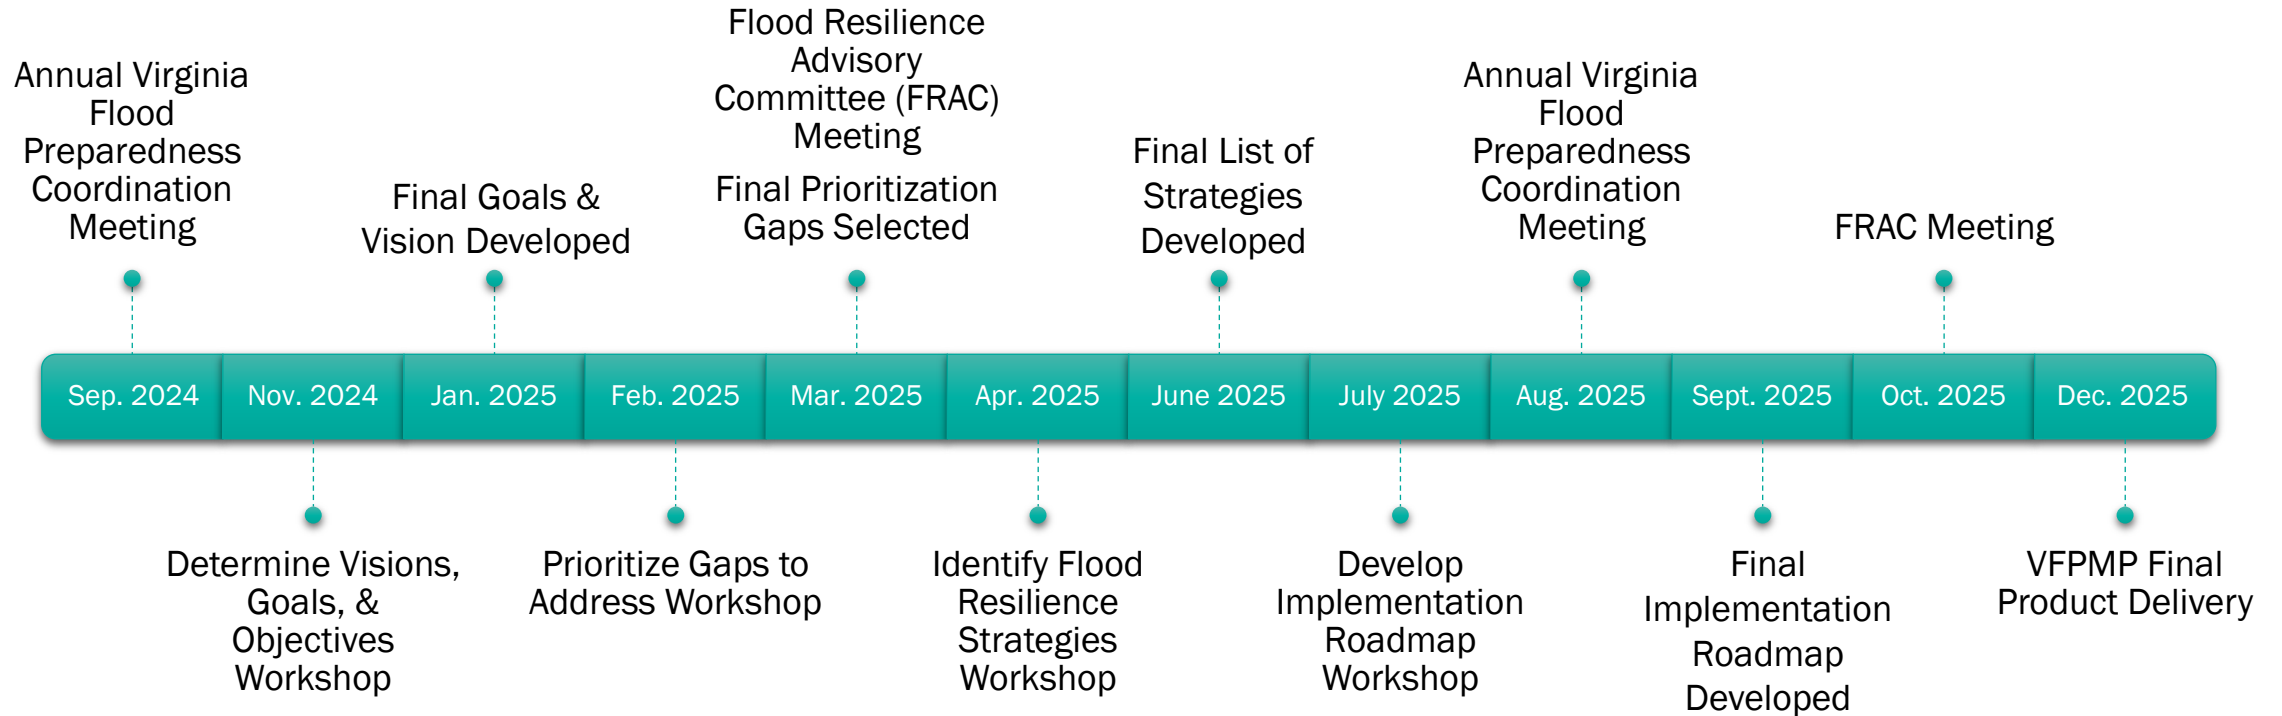 Annual Virginia
Flood
Preparedness
Coordination
Meeting
Final Goals &
Vision Developed
Flood Resilience
Advisory
Committee (FRAC)
Meeting
Final Prioritization
Gaps Selected
Final List of
Strategies
Developed
Annual Virginia
Flood
Preparedness
Coordination
Meeting
FRAC Meeting
Sep. 2024
Nov. 2024
Jan. 2025
Feb. 2025
Mar. 2025
Apr. 2025
June 2025
July 2025
Aug. 2025
Sept. 2025
Oct. 2025
Dec. 2025
Determine Visions,
Goals, &
Objectives
Workshop
Prioritize Gaps to
Address Workshop
Identify Flood
Resilience
Strategies
Workshop
Develop
Implementation
Roadmap
Workshop
Final
Implementation
Roadmap
Developed
VFPMP Final
Product Delivery